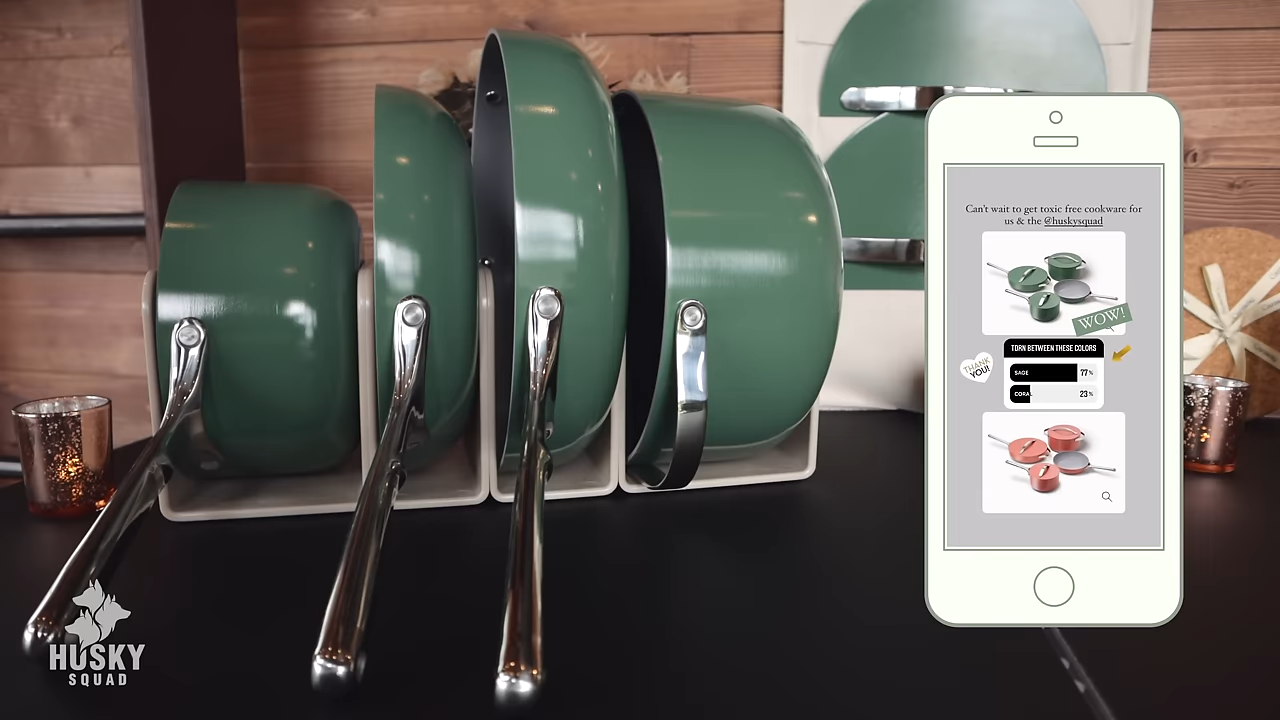 Can't wait to get toxic free cookware for
us & the @huskysquad
WOW!
TORN BETWEEN THESE COLORS
THANK
YOU!
SAGE 77%
CORA 23%
HUSKY
SQUAD